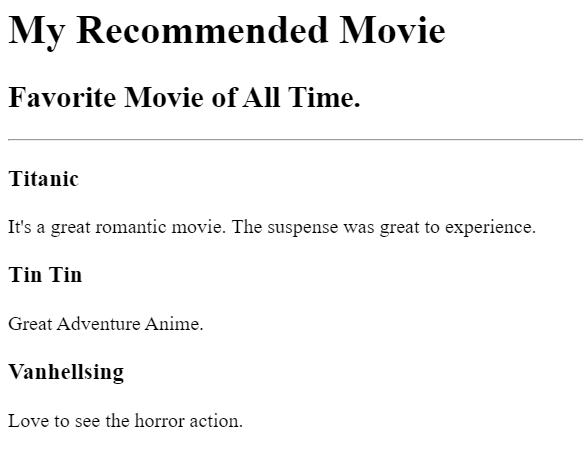 My Recommended Movie
Favorite Movie of All Time.
Titanic
It's a great romantic movie. The suspense was great to experience.
Tin Tin
Great Adventure Anime.
Vanhellsing
Love to see the horror action.